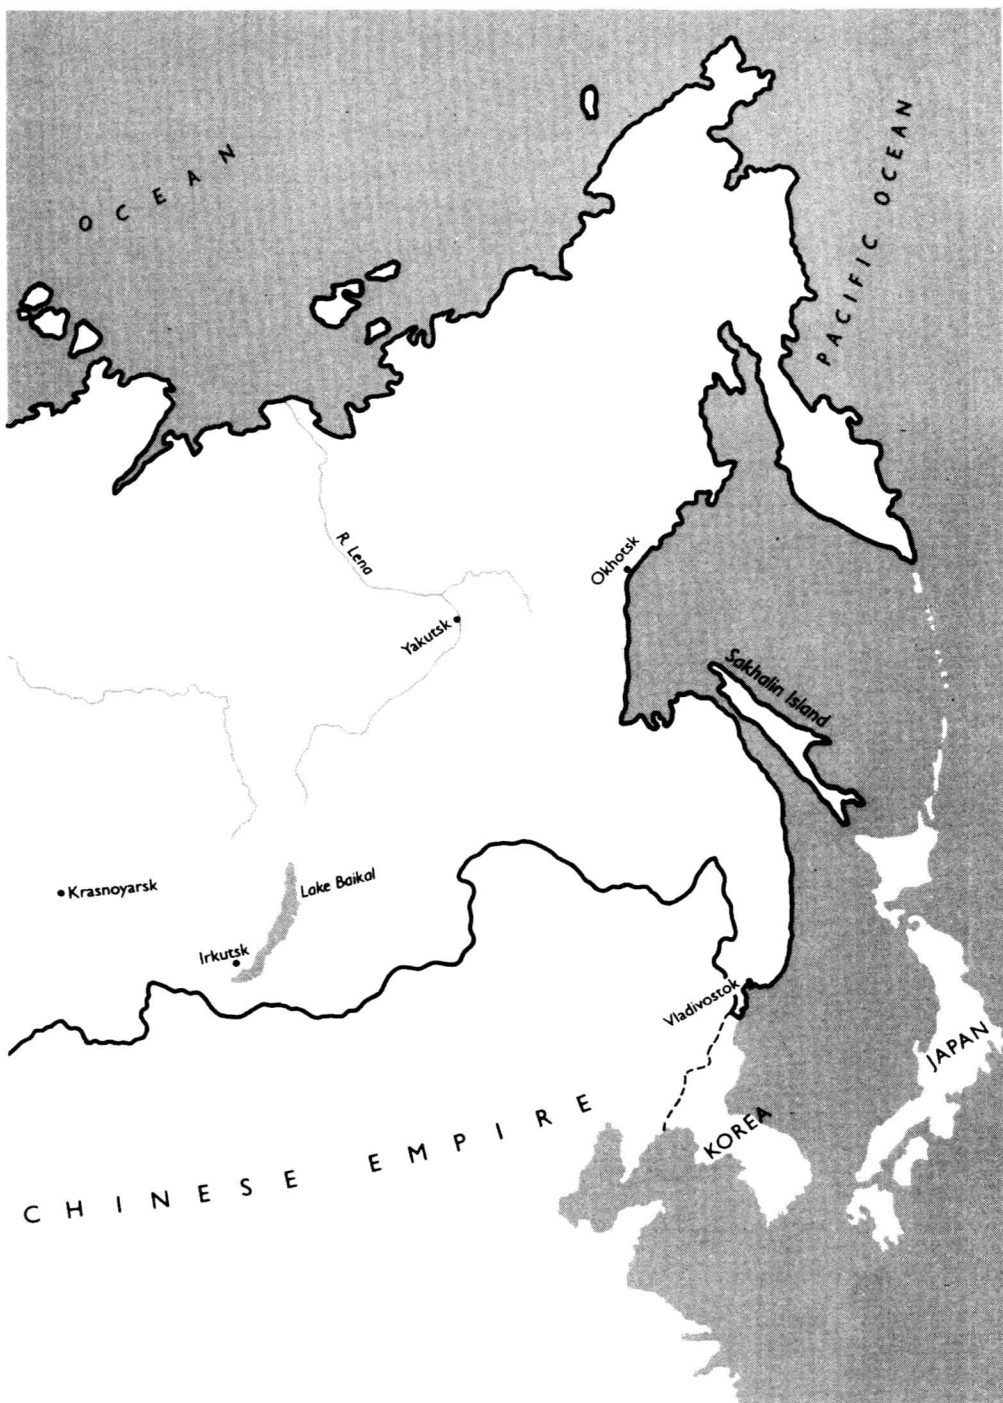 OCEAN
PACIFIC OCEAN
R. Lena
Okhotsk
Yakutsk
Sakhalin Island
Krasnoyarsk
Lake Baikal
Irkutsk
Vladivostok
JAPAN
KOREA
CHINESE EMPIRE